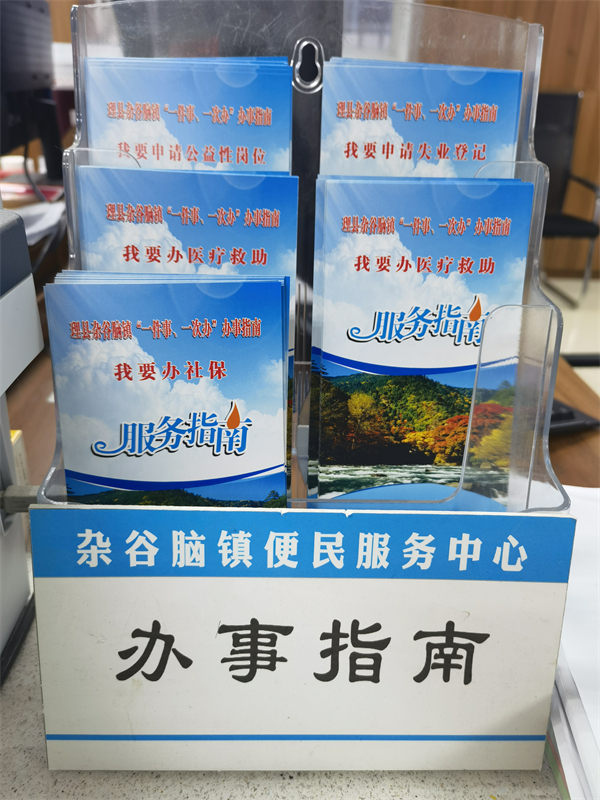 理县杂谷脑镇“一件事、一次办”办事指南
我要申请公益性岗位
理县杂谷脑镇“一件事、一次办”办事指南
我要申请失业登记
理县杂谷脑镇“一件事、一次办”办事指南
我要办医疗救助
理县杂谷脑镇“一件事、一次办”办事指南
我要办医疗救助
服务指南
理县杂谷脑镇“一件事、一次办”办事指南
我要办社保
服务指南
杂谷脑镇便民服务中心
办事指南